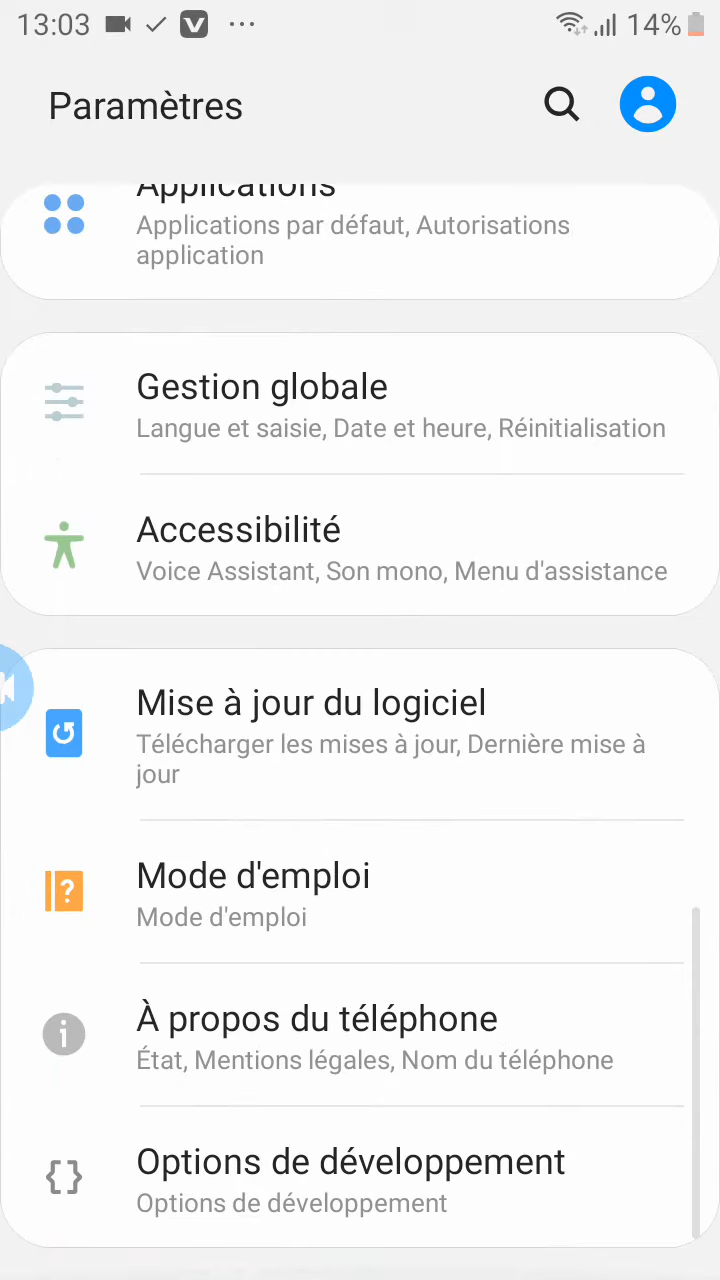 13:03
14%
Paramètres
Applications
Applications par défaut, Autorisations
application
Gestion globale
Langue et saisie, Date et heure, Réinitialisation
Accessibilité
Voice Assistant, Son mono, Menu d'assistance
Mise à jour du logiciel
Télécharger les mises à jour, Dernière mise à
jour
Mode d'emploi
Mode d'emploi
À propos du téléphone
État, Mentions légales, Nom du téléphone
Options de développement
Options de développement